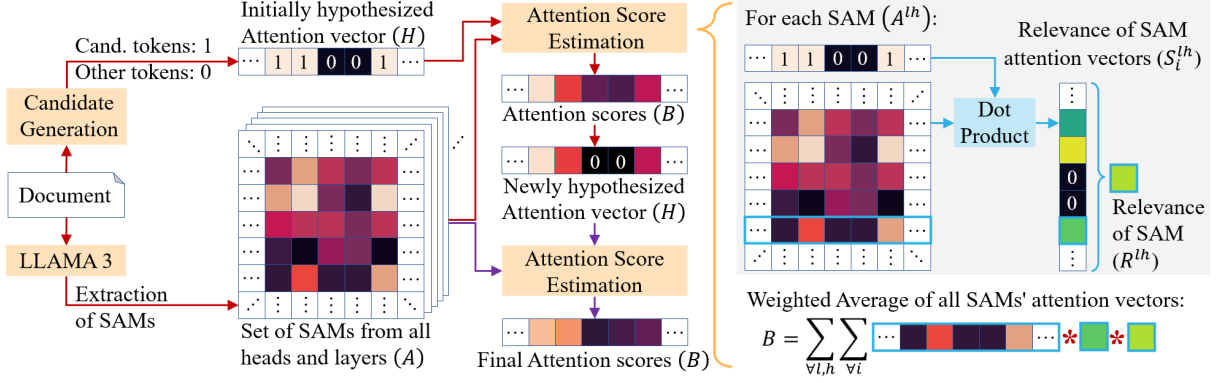 Initially hypothesized
Attention vector (H)
Cand. tokens: 1
Other tokens: 0
Candidate
Generation
Document
LLAMA 3
Extraction
of SAMs
⋯ 1 1 0 0 1 ⋯
Set of SAMs from all
heads and layers (A)
Attention Score
Estimation
Attention scores (B)
⋯ 0 0 ⋯
Newly hypothesized
Attention vector (H)
Attention Score
Estimation
Final Attention scores (B)
For each SAM (A^{lh}):
⋯ 1 1 0 0 1 ⋯
Relevance of SAM
attention vectors (S_i^{lh})
Dot
Product
0
0
Relevance
of SAM
(R^{lh})
Weighted Average of all SAMs' attention vectors:
B = ∑_{∀l,h} ∑_{∀i} ⋯ ⋯ * *